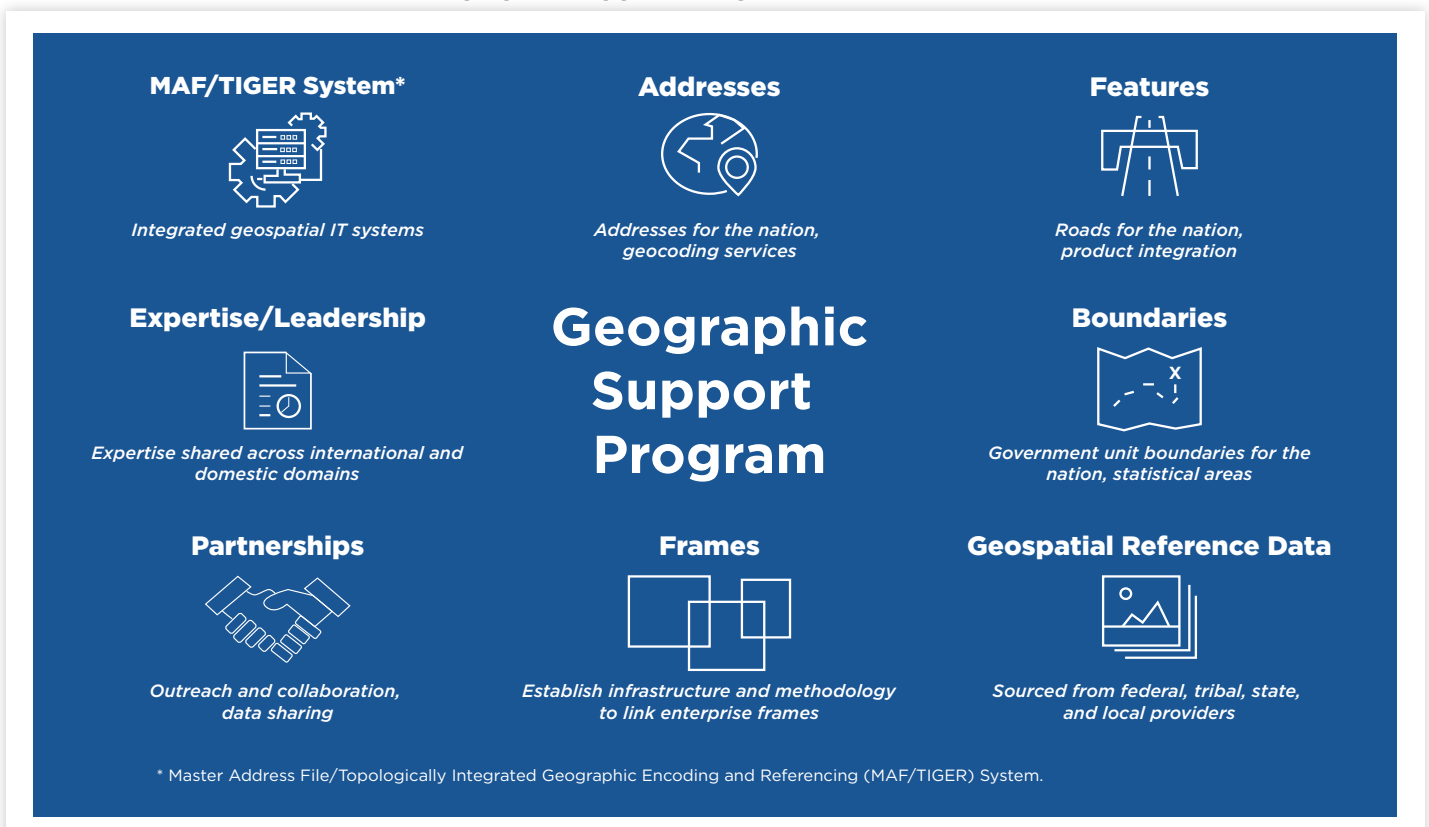 MAF/TIGER System*
Integrated geospatial IT systems
Addresses
Addresses for the nation,
geocoding services
Features
Roads for the nation,
product integration
Expertise/Leadership
Expertise shared across international and
domestic domains
Geographic
Support
Program
Boundaries
X
Government unit boundaries for the
nation, statistical areas
Partnerships
Outreach and collaboration,
data sharing
Frames
Establish infrastructure and methodology
to link enterprise frames
Geospatial Reference Data
Sourced from federal, tribal, state,
and local providers
* Master Address File/Topologically Integrated Geographic Encoding and Referencing (MAF/TIGER) System.